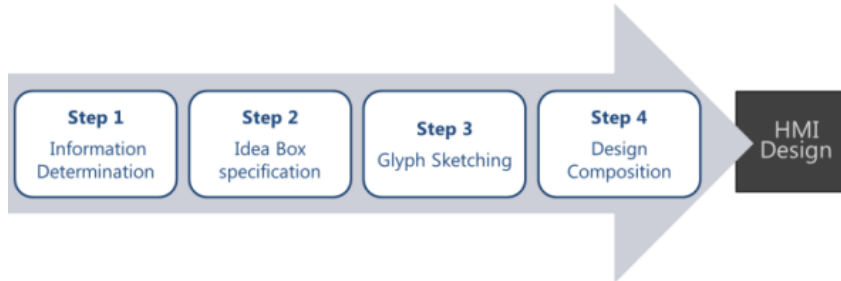 Step 1
Information
Determination
Step 2
Idea Box
specification
Step 3
Glyph Sketching
Step 4
Design
Composition
HMI
Design